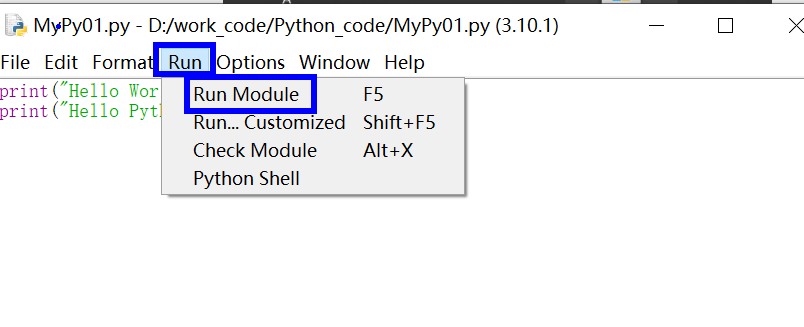 MyPy01.py - D:/work_code/Python_code/MyPy01.py (3.10.1)
File Edit Format Run Options Window Help
print("Hello Wor
print("Hello Pyth
Run Module F5
Run... Customized Shift+F5
Check Module Alt+X
Python Shell